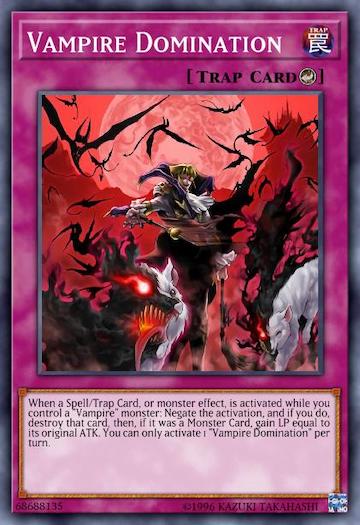 VAMPIRE DOMINATION
TRAP
罠
[TRAP CARD]
When a Spell/Trap Card, or monster effect, is activated while you
control a "Vampire" monster: Negate the activation, and if you do,
destroy that card, then, if it was a Monster Card, gain LP equal to
its original ATK. You can only activate 1 "Vampire Domination" per
turn.
68688135
©1996 KAZUKI TAKAHASHI